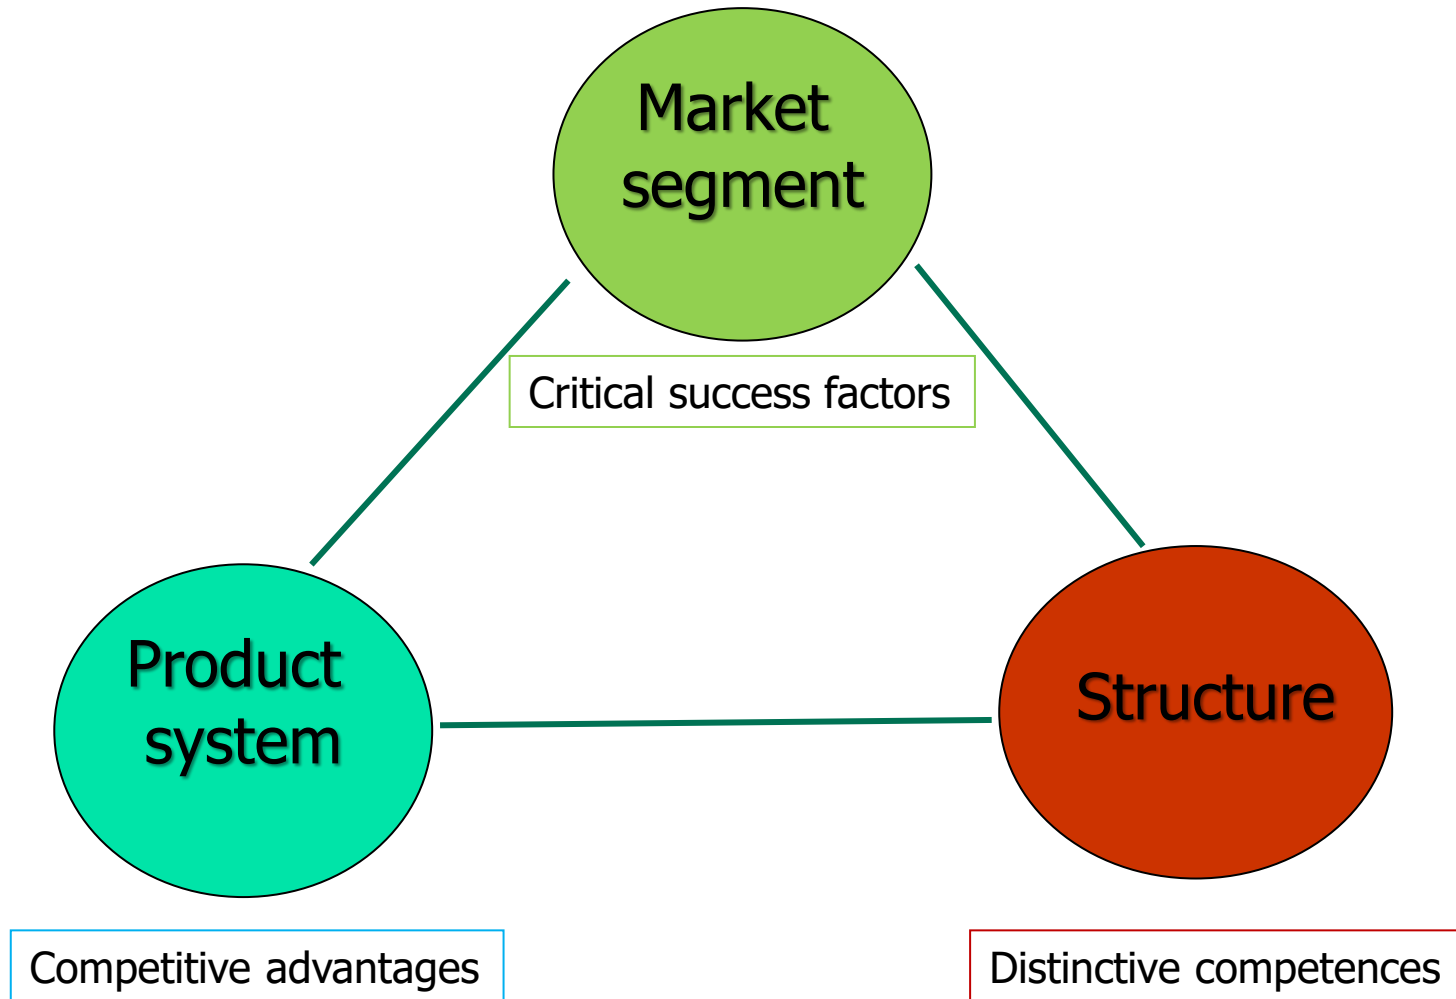 Market
segment
Critical success factors
Product
system
Structure
Competitive advantages
Distinctive competences